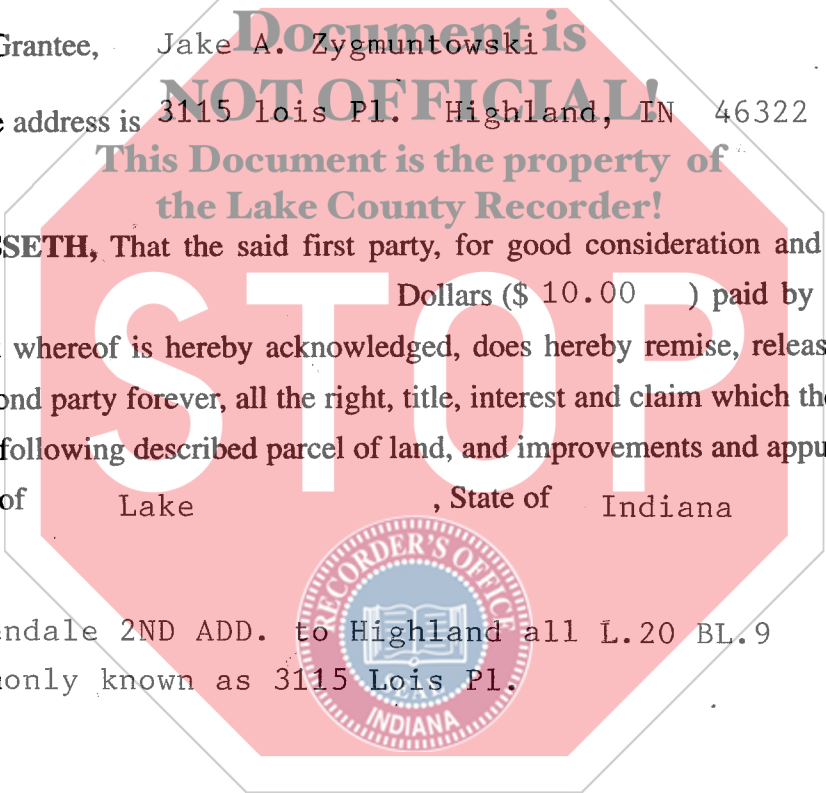 Document is
Grantee, Jake A. Zygmuntowski
NOT OFFICIAL!
address is 3115 lois Pl. Highland, IN 46322
This Document is the property of
the Lake County Recorder!
SSETH, That the said first party, for good consideration and
Dollars ($ 10.00 ) paid by
whereof is hereby acknowledged, does hereby remise, releas
ond party forever, all the right, title, interest and claim which th
following described parcel of land, and improvements and appu
of Lake , State of Indiana
STOP
RECORDER'S OFFICE
SEAL
INDIANA
endale 2ND ADD. to Highland all L.20 BL.9
only known as 3115 Lois Pl.